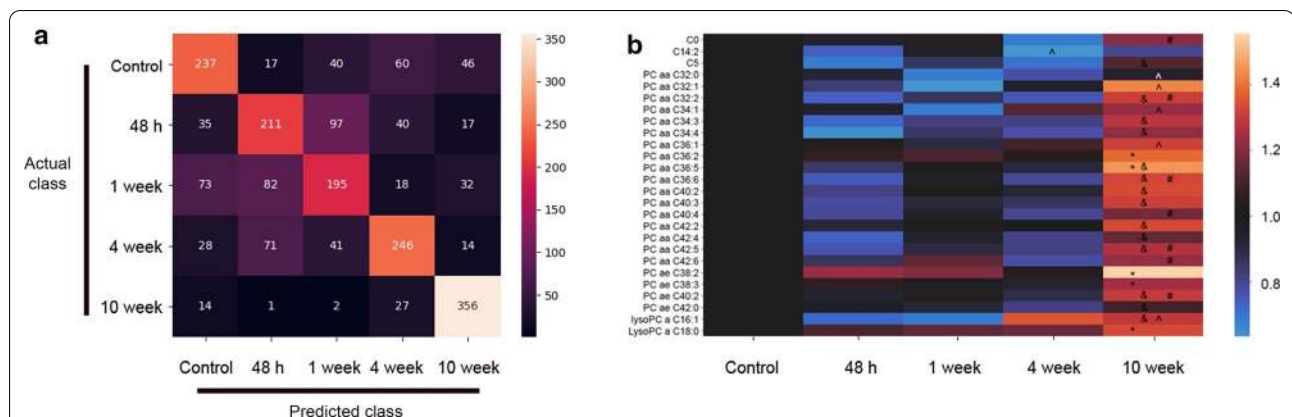 a
Actual
class
Control
48 h
1 week
4 week
10 week
237 17 40 60 46
35 211 97 40 17
73 82 195 18 32
28 71 41 246 14
14 1 2 27 356
Control 48 h 1 week 4 week 10 week
Predicted class
350
300
250
200
150
100
50
b
C0 #
C14:2 ^
C5 &
PC aa C32:0 ^
PC aa C32:1 ^
PC aa C32:2 & #
PC aa C34:1 ^
PC aa C34:3 &
PC aa C34:4 &
PC aa C36:1 ^
PC aa C36:2 *
PC aa C36:5 * &
PC aa C36:6 & #
PC aa C40:2 &
PC aa C40:3 &
PC aa C40:4 #
PC aa C42:2 &
PC aa C42:4 &
PC aa C42:5 & #
PC aa C42:6 #
PC ae C38:2 *
PC ae C38:3 *
PC ae C40:2 & #
PC ae C42:0 &
lysoPC a C16:1 & ^
LysoPC a C18:0 *
Control 48 h 1 week 4 week 10 week
1.4
1.2
1.0
0.8